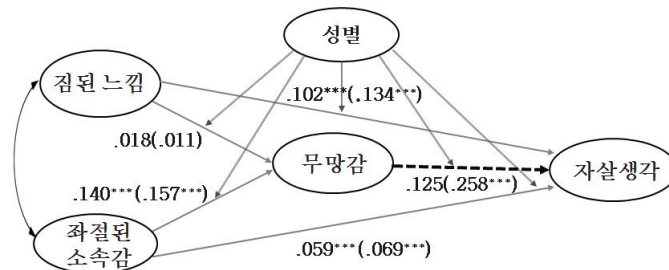 성별
짐된 느낌
.102***(.134***)
.018(.011)
무망감
자살생각
.140***(.157***)
.125(.258***)
좌절된
소속감
.059***(.069***)